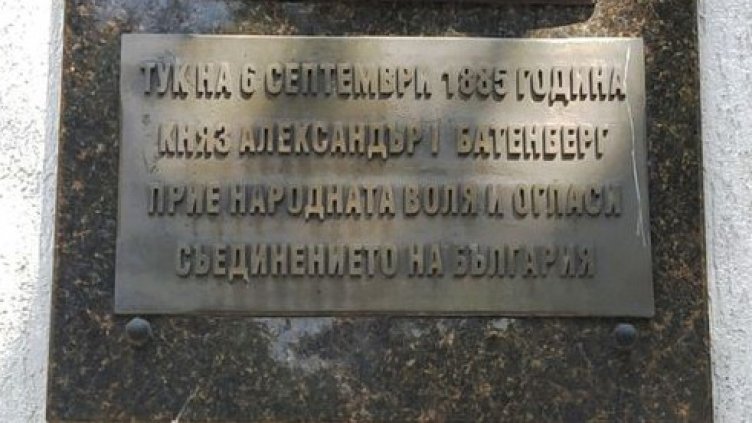 ТУК НА 6 СЕПТЕМВРИ 1885 ГОДИНА
КНЯЗ АЛЕКСАНДЪР I БАТЕНБЕРГ
ПРИЕ НАРОДНАТА ВОЛЯ И ОГЛАСИ
СЪЕДИНЕНИЕТО НА БЪЛГАРИЯ